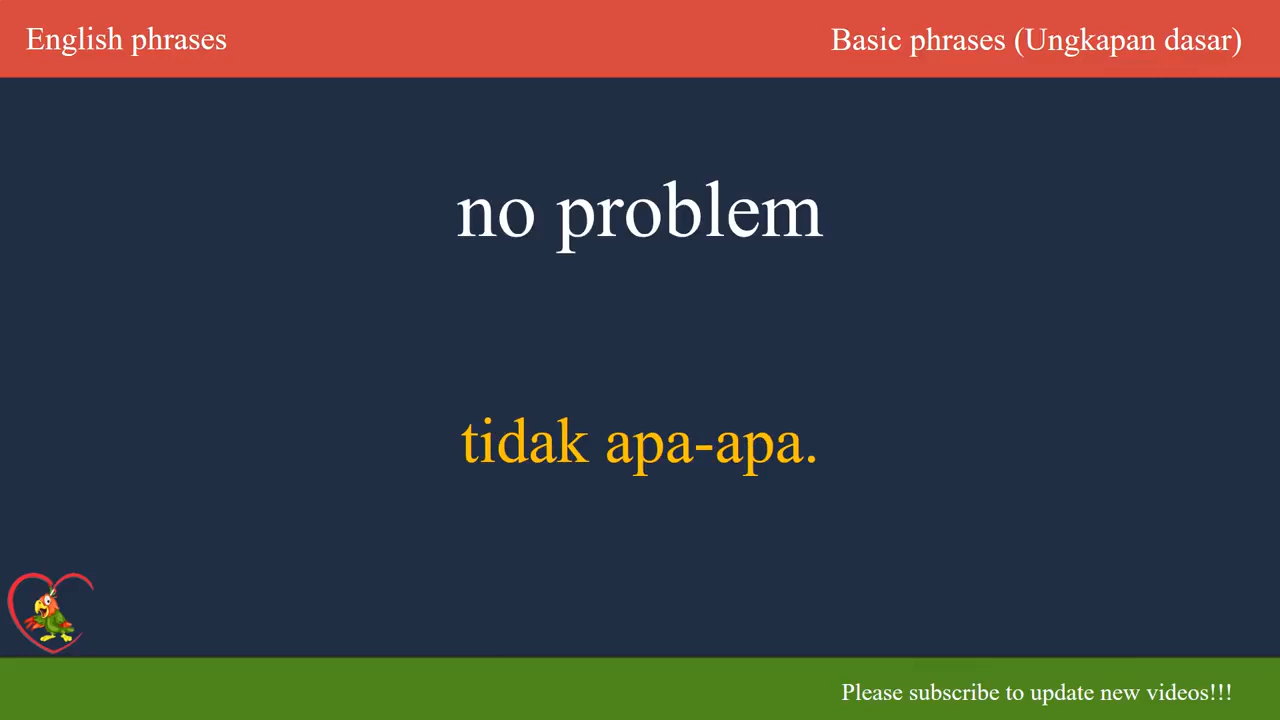 English phrases
Basic phrases (Ungkapan dasar)
no problem
tidak apa-apa.
Please subscribe to update new videos!!!